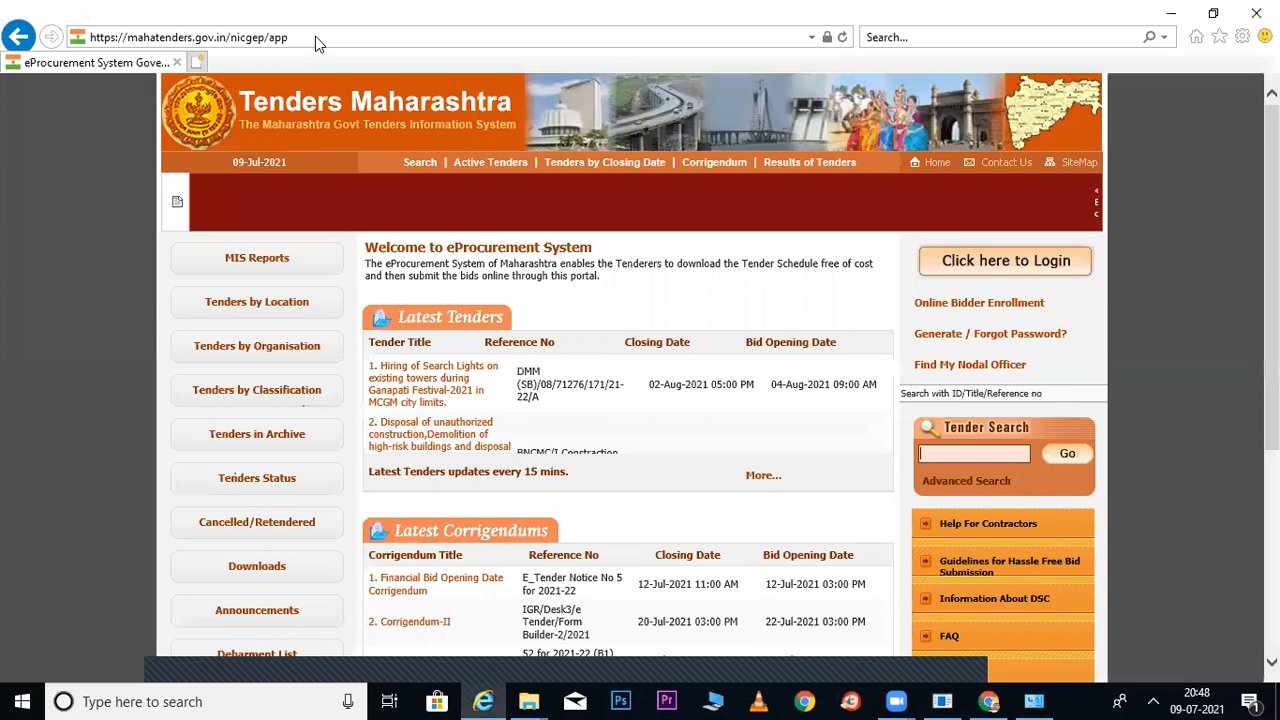 https://mahatenders.gov.in/nicgep/app
Search...
eProcurement System Gove...
Tenders Maharashtra
The Maharashtra Govt Tenders Information System
09-Jul-2021
Search | Active Tenders | Tenders by Closing Date | Corrigendum | Results of Tenders
Home Contact Us SiteMap
MIS Reports
Tenders by Location
Tenders by Organisation
Tenders by Classification
Tenders in Archive
Tenders Status
Cancelled/Retendered
Downloads
Announcements
Debarment List
Welcome to eProcurement System
The eProcurement System of Maharashtra enables the Tenderers to download the Tender Schedule free of cost
and then submit the bids online through this portal.
Latest Tenders
Tender Title Reference No Closing Date Bid Opening Date
1. Hiring of Search Lights on
existing towers during
Ganapati Festival-2021 in
MCGM city limits.
DMM
(SB)/08/71276/171/21-
22/A
02-Aug-2021 05:00 PM 04-Aug-2021 09:00 AM
2. Disposal of unauthorized
construction,Demolition of
high-risk buildings and disposal
BNCMC/I Construction
Latest Tenders updates every 15 mins.
More...
Latest Corrigendums
Corrigendum Title Reference No Closing Date Bid Opening Date
1. Financial Bid Opening Date
Corrigendum
E_Tender Notice No 5
for 2021-22
12-Jul-2021 11:00 AM 12-Jul-2021 03:00 PM
2. Corrigendum-II
IGR/Desk3/e
Tender/Form
Builder-2/2021
20-Jul-2021 03:00 PM 22-Jul-2021 03:00 PM
52 for 2021-22 (B1)
Click here to Login
Online Bidder Enrollment
Generate / Forgot Password?
Find My Nodal Officer
Search with ID/Title/Reference no
Tender Search
Go
Advanced Search
Help For Contractors
Guidelines for Hassle Free Bid
Submission
Information About DSC
FAQ
Type here to search
Ps
Pr
20:48
09-07-2021
1